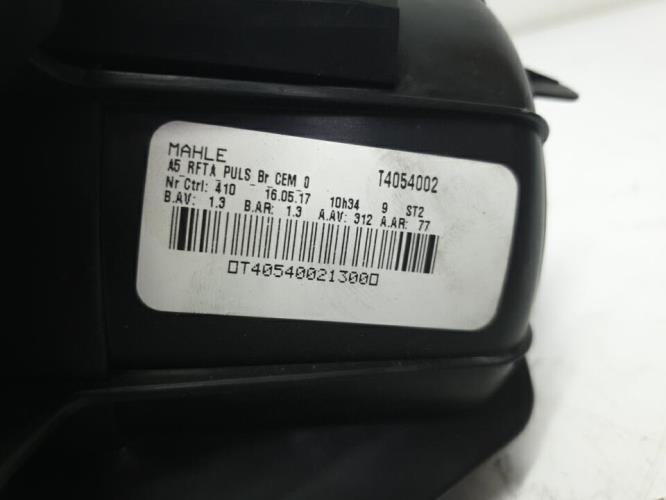 MAHLE
A5_RFTA_PULS_Br_CEM_0 T4054002
Nr Ctrl: 410 16.05.17 10h34 9 ST2
B.AV: 1.3 B.AR: 1.3 A.AV: 312 A.AR: 77
▯T40540021300▯